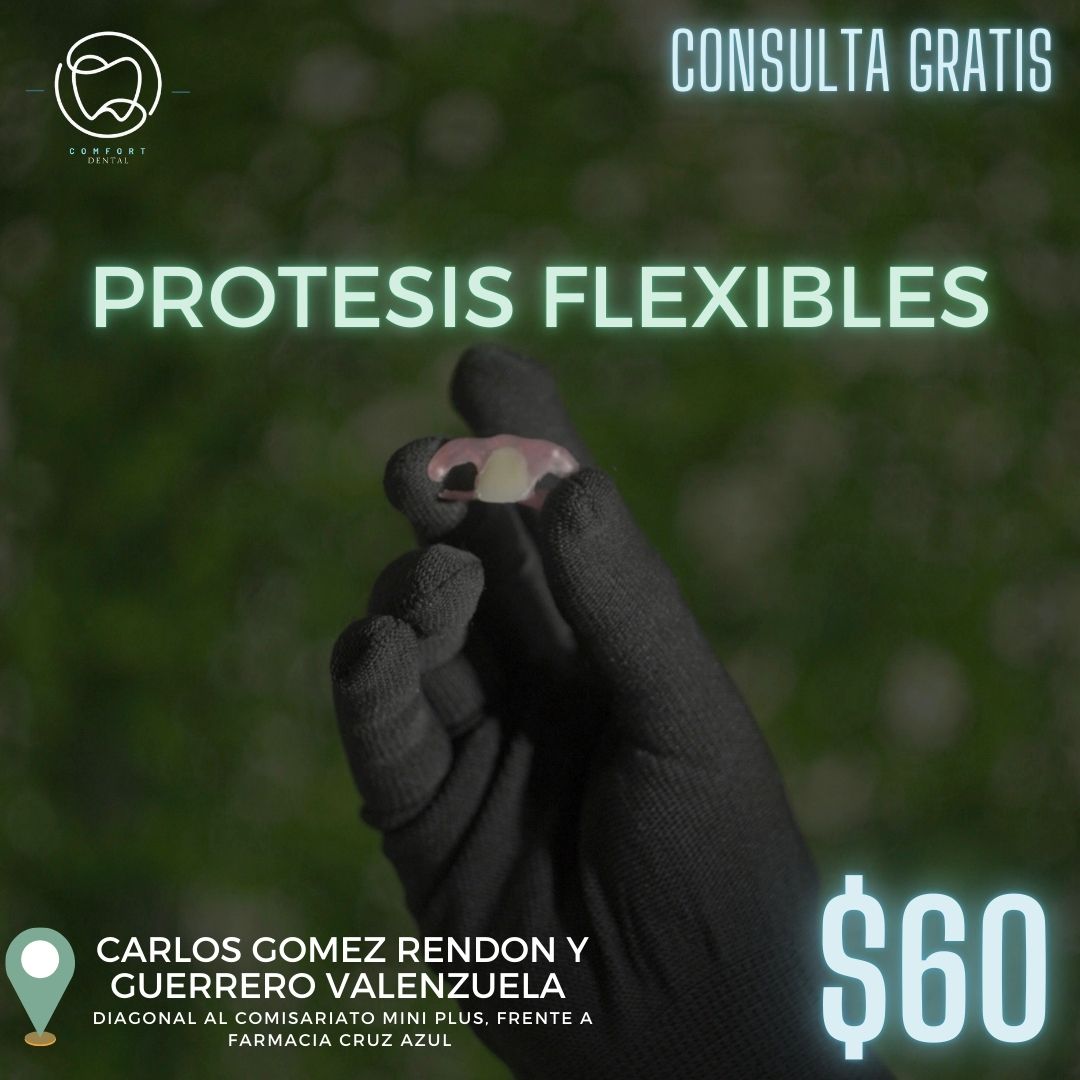 COMFORT
DENTAL
CONSULTA GRATIS
PROTESIS FLEXIBLES
CARLOS GOMEZ RENDON Y
GUERRERO VALENZUELA
DIAGONAL AL COMISARIATO MINI PLUS, FRENTE A
FARMACIA CRUZ AZUL
$60